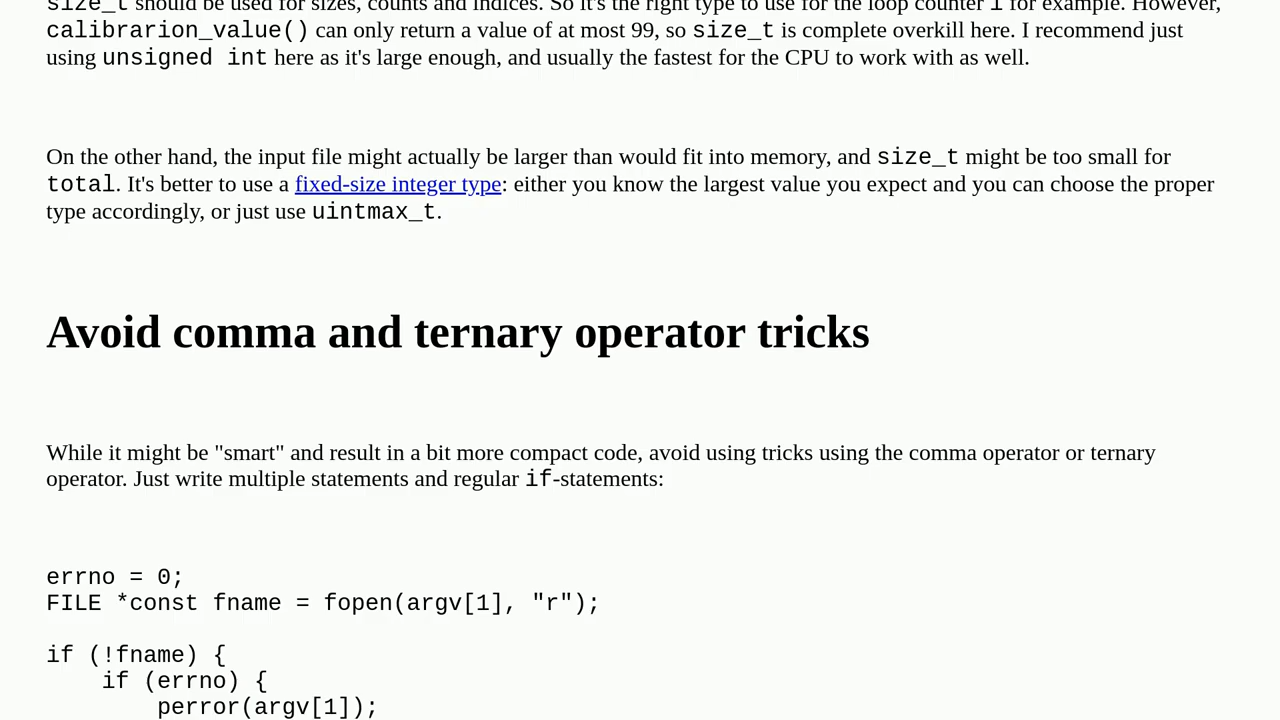 size_t should be used for sizes, counts and indices. So it's the right type to use for the loop counter i for example. However,
calibrarion_value() can only return a value of at most 99, so size_t is complete overkill here. I recommend just
using unsigned int here as it's large enough, and usually the fastest for the CPU to work with as well.
On the other hand, the input file might actually be larger than would fit into memory, and size_t might be too small for
total. It's better to use a fixed-size integer type: either you know the largest value you expect and you can choose the proper
type accordingly, or just use uintmax_t.
Avoid comma and ternary operator tricks
While it might be "smart" and result in a bit more compact code, avoid using tricks using the comma operator or ternary
operator. Just write multiple statements and regular if-statements:
errno = 0;
FILE *const fname = fopen(argv[1], "r");
if (!fname) {
    if (errno) {
        perror(argv[1]);